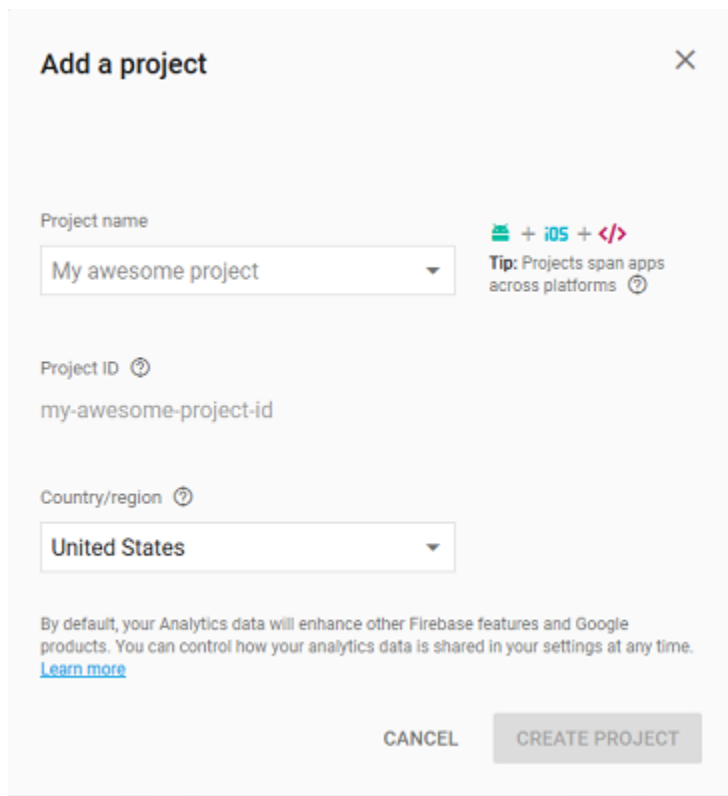 Add a project
Project name
My awesome project
+ iOS + </>
Tip: Projects span apps
across platforms ?
Project ID ?
my-awesome-project-id
Country/region ?
United States
By default, your Analytics data will enhance other Firebase features and Google
products. You can control how your analytics data is shared in your settings at any time.
Learn more
CANCEL
CREATE PROJECT